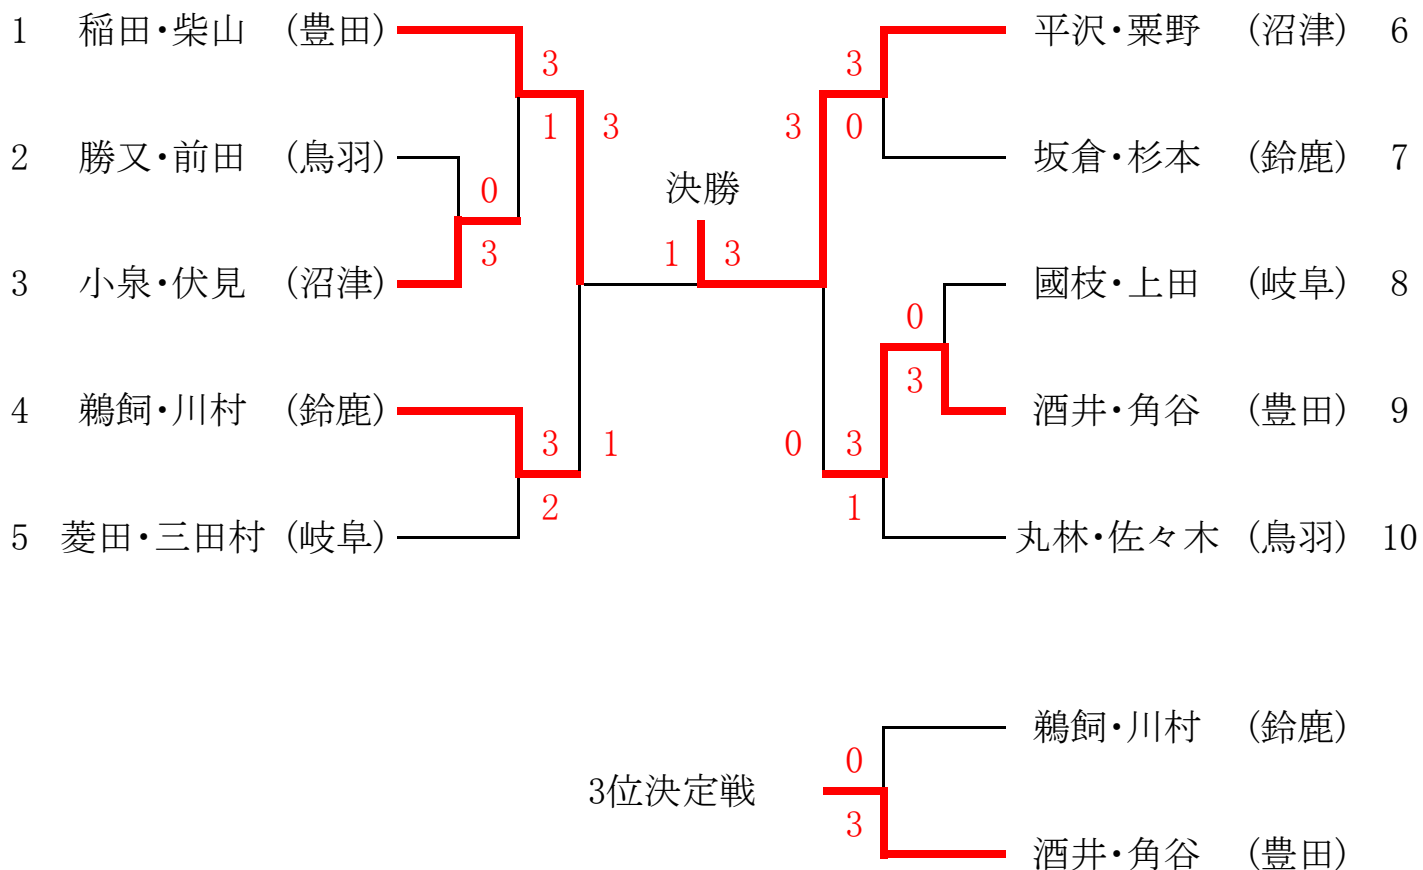 1 稲田・柴山 (豊田) 平沢・粟野 (沼津) 6
3 3
1 3 3 0
2 勝又・前田 (鳥羽) 坂倉・杉本 (鈴鹿) 7
0 決勝
3 1 3
3 小泉・伏見 (沼津) 國枝・上田 (岐阜) 8
0
3
4 鵜飼・川村 (鈴鹿) 酒井・角谷 (豊田) 9
3 1 0 3
2 1
5 菱田・三田村 (岐阜) 丸林・佐々木 (鳥羽) 10
鵜飼・川村 (鈴鹿)
0
3位決定戦
3
酒井・角谷 (豊田)